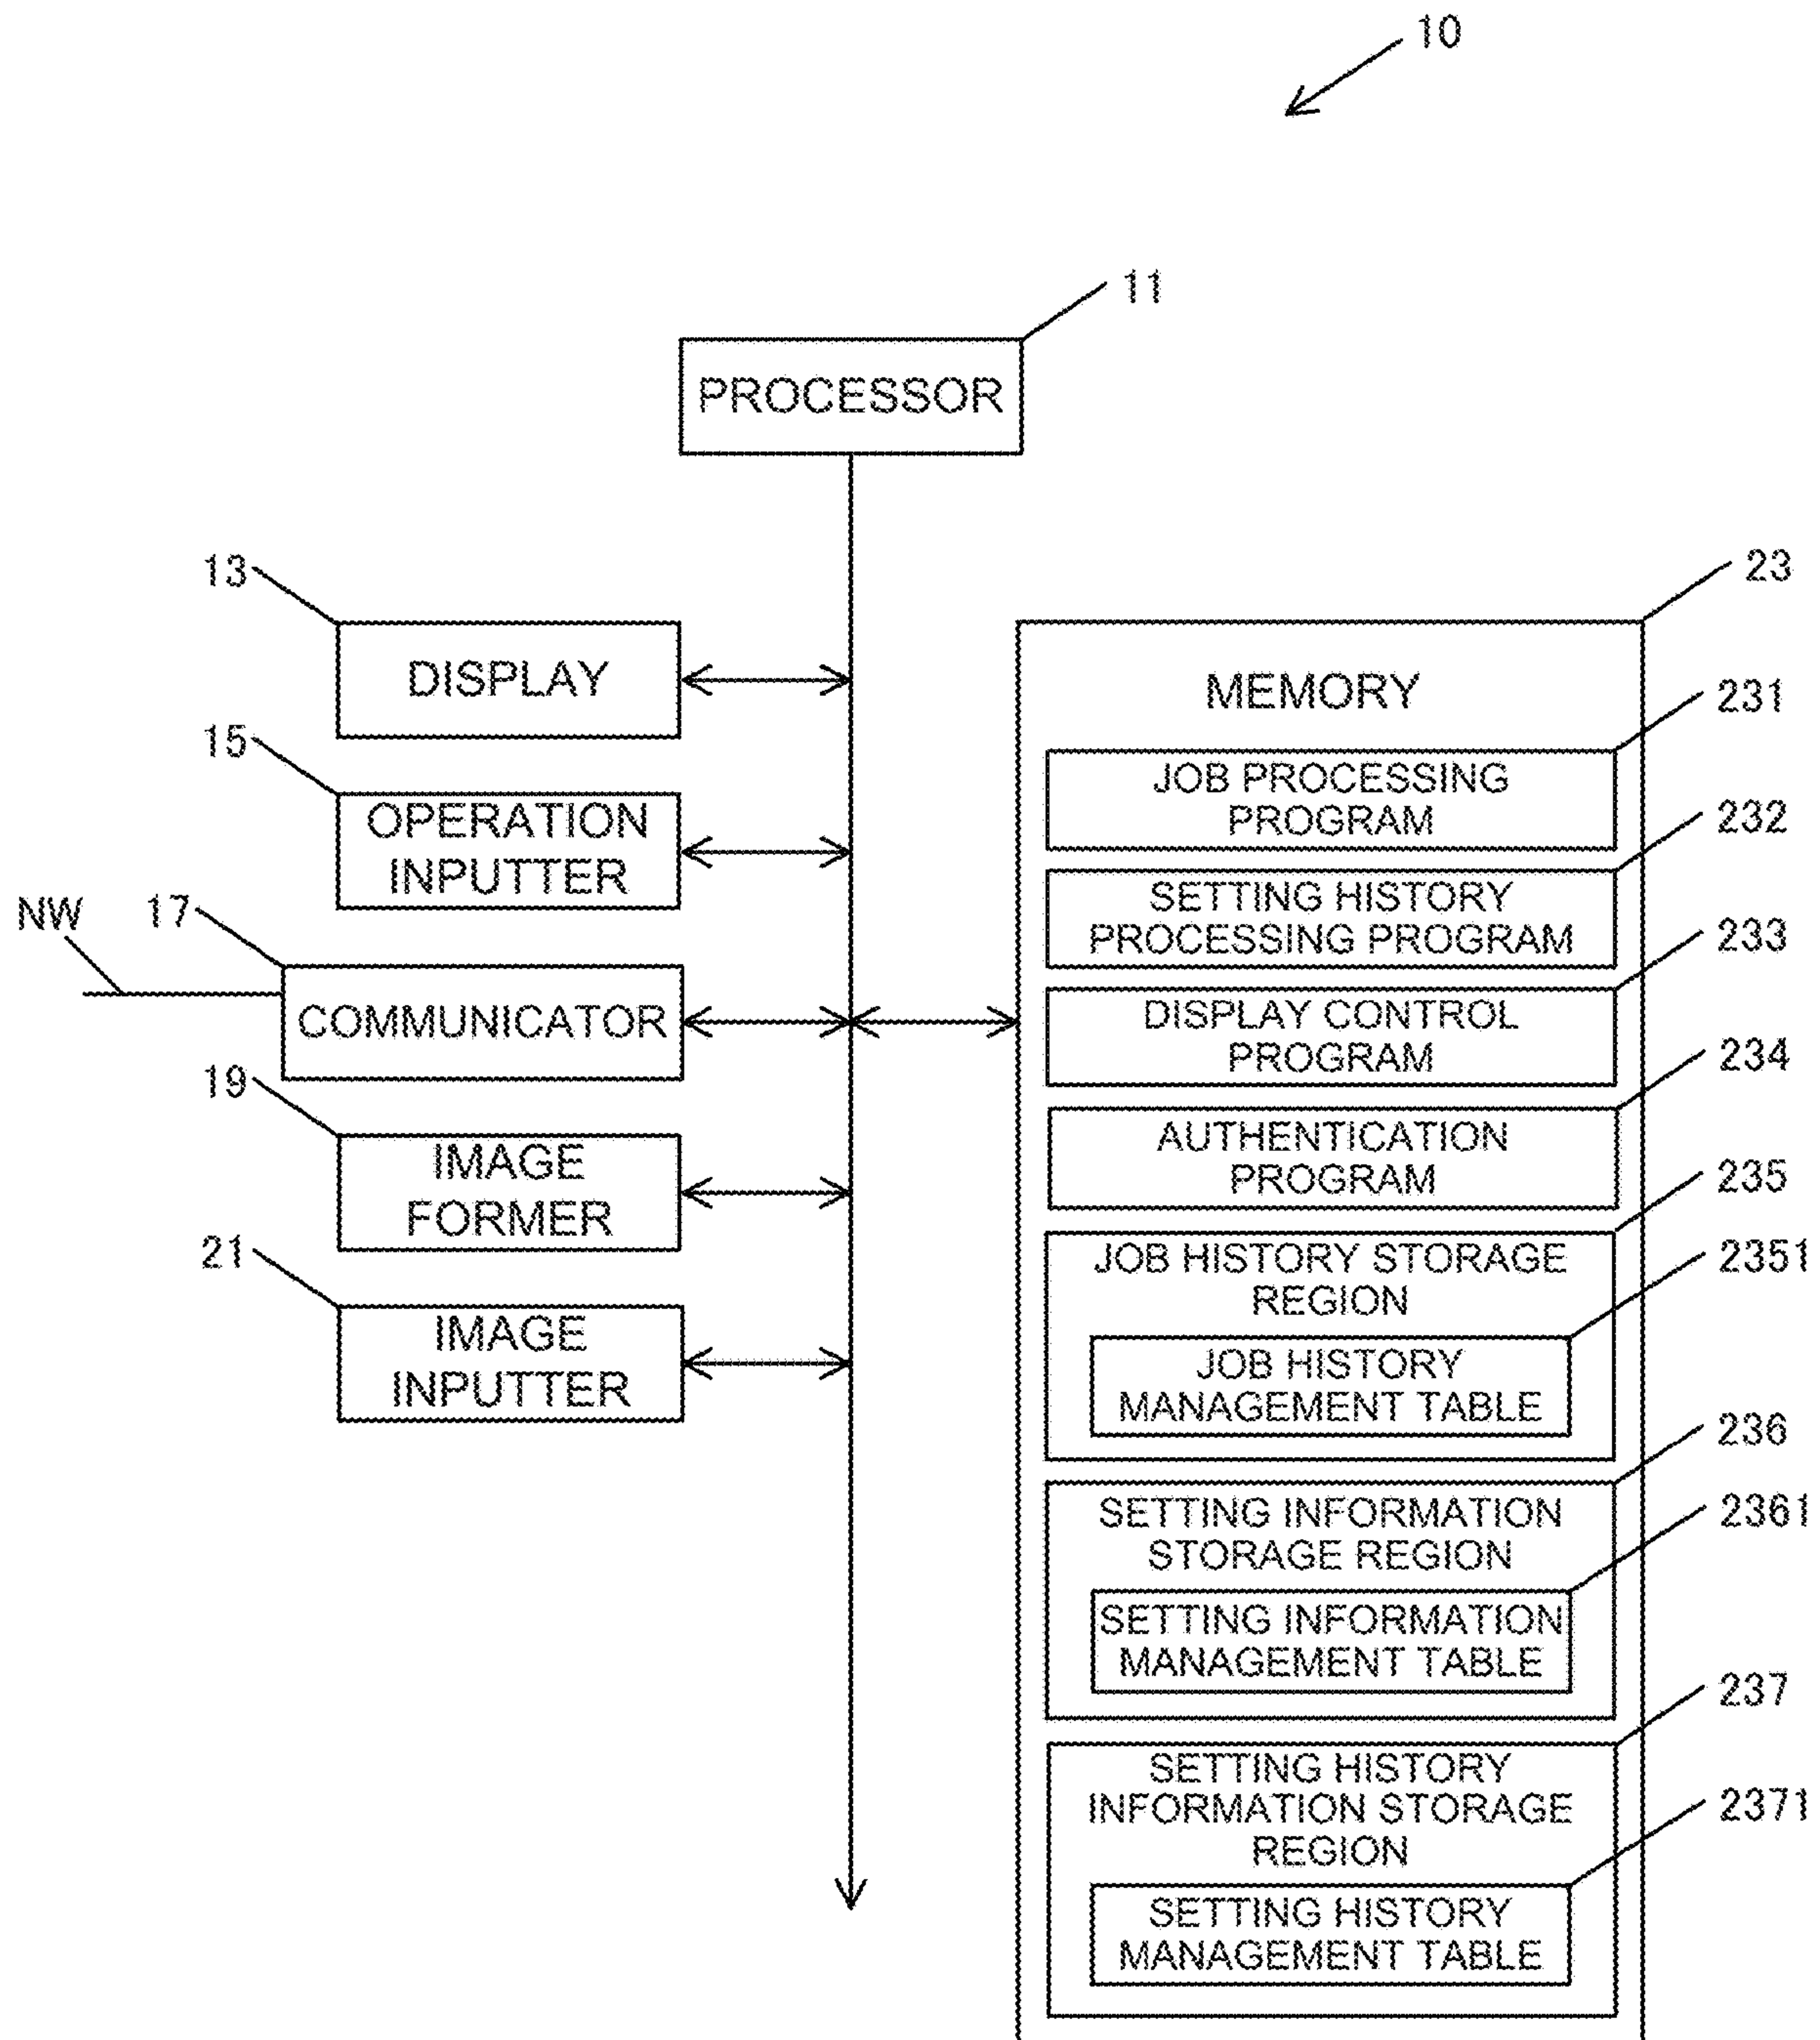 10
11
PROCESSOR
13
DISPLAY
15
OPERATION
INPUTTER
NW
17
COMMUNICATOR
19
IMAGE
FORMER
21
IMAGE
INPUTTER
23
MEMORY
231
JOB PROCESSING
PROGRAM
232
SETTING HISTORY
PROCESSING PROGRAM
233
DISPLAY CONTROL
PROGRAM
234
AUTHENTICATION
PROGRAM
235
JOB HISTORY STORAGE
REGION
2351
JOB HISTORY
MANAGEMENT TABLE
236
SETTING INFORMATION
STORAGE REGION
2361
SETTING INFORMATION
MANAGEMENT TABLE
237
SETTING HISTORY
INFORMATION STORAGE
REGION
2371
SETTING HISTORY
MANAGEMENT TABLE